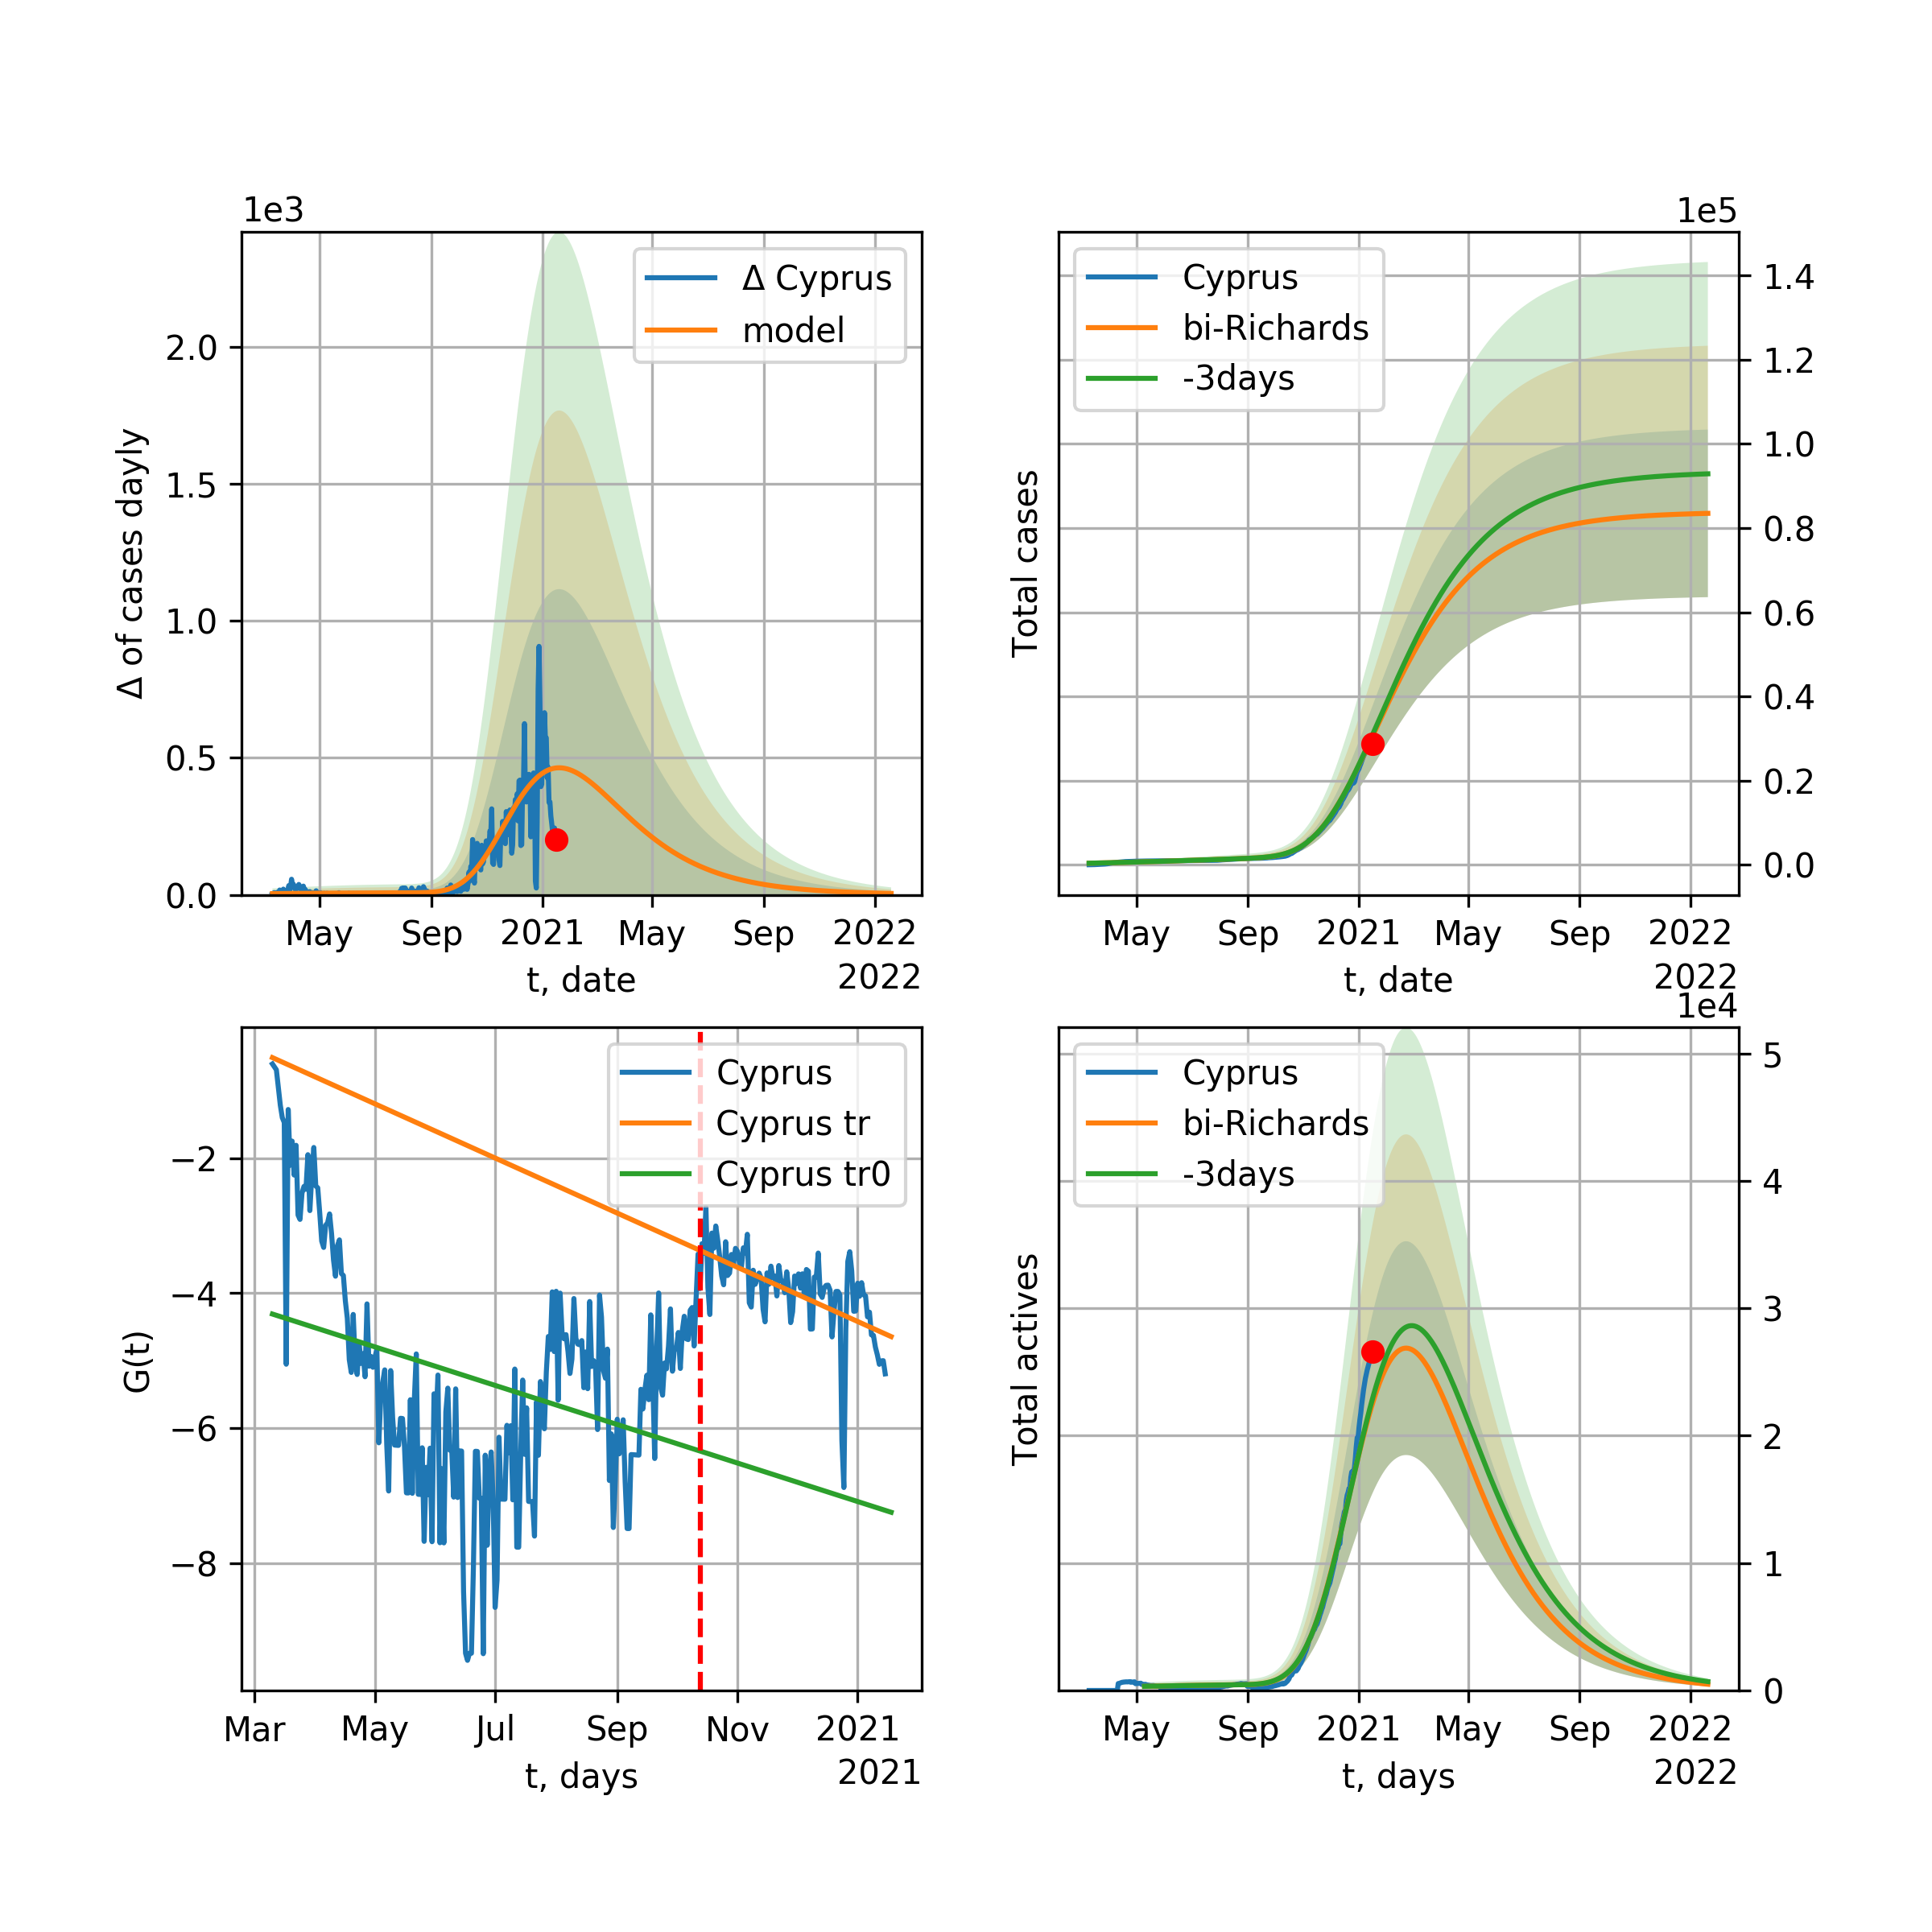 1e3
Δ Cyprus
model
2.0
1.5
1.0
0.5
0.0
Δ of cases dayly
May Sep 2021 May Sep 2022
t, date
2022
1e5
Cyprus
bi-Richards
-3days
1.4
1.2
1.0
0.8
0.6
0.4
0.2
0.0
Total cases
May Sep 2021 May Sep 2022
t, date
2022
Cyprus
Cyprus tr
Cyprus tr0
−2
−4
−6
−8
G(t)
Mar May Jul Sep Nov 2021
t, days
2021
1e4
Cyprus
bi-Richards
-3days
5
4
3
2
1
0
Total actives
May Sep 2021 May Sep 2022
t, days
2022